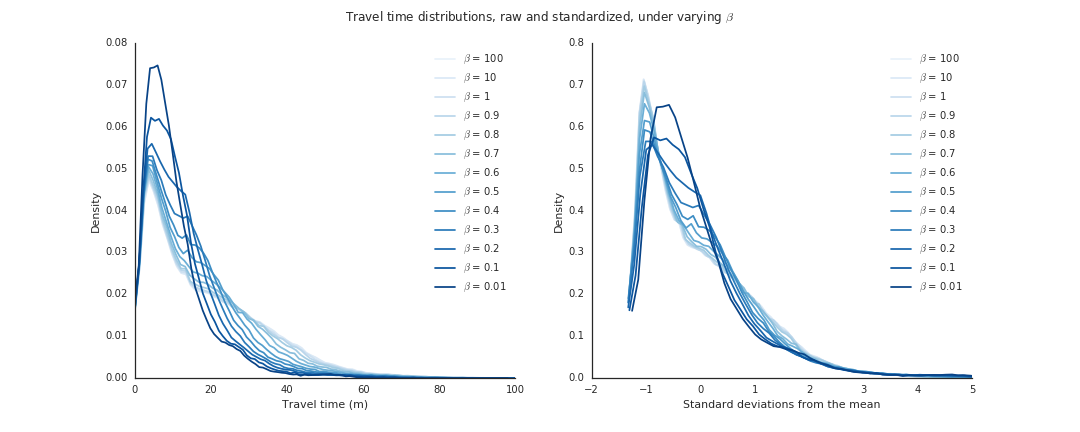 Travel time distributions, raw and standardized, under varying β
0.08
0.07
0.06
0.05
0.04
0.03
0.02
0.01
0.00
Density
0
20
40
60
80
100
Travel time (m)
β = 100
β = 10
β = 1
β = 0.9
β = 0.8
β = 0.7
β = 0.6
β = 0.5
β = 0.4
β = 0.3
β = 0.2
β = 0.1
β = 0.01
0.8
0.7
0.6
0.5
0.4
0.3
0.2
0.1
0.0
Density
−2
−1
0
1
2
3
4
5
Standard deviations from the mean
β = 100
β = 10
β = 1
β = 0.9
β = 0.8
β = 0.7
β = 0.6
β = 0.5
β = 0.4
β = 0.3
β = 0.2
β = 0.1
β = 0.01